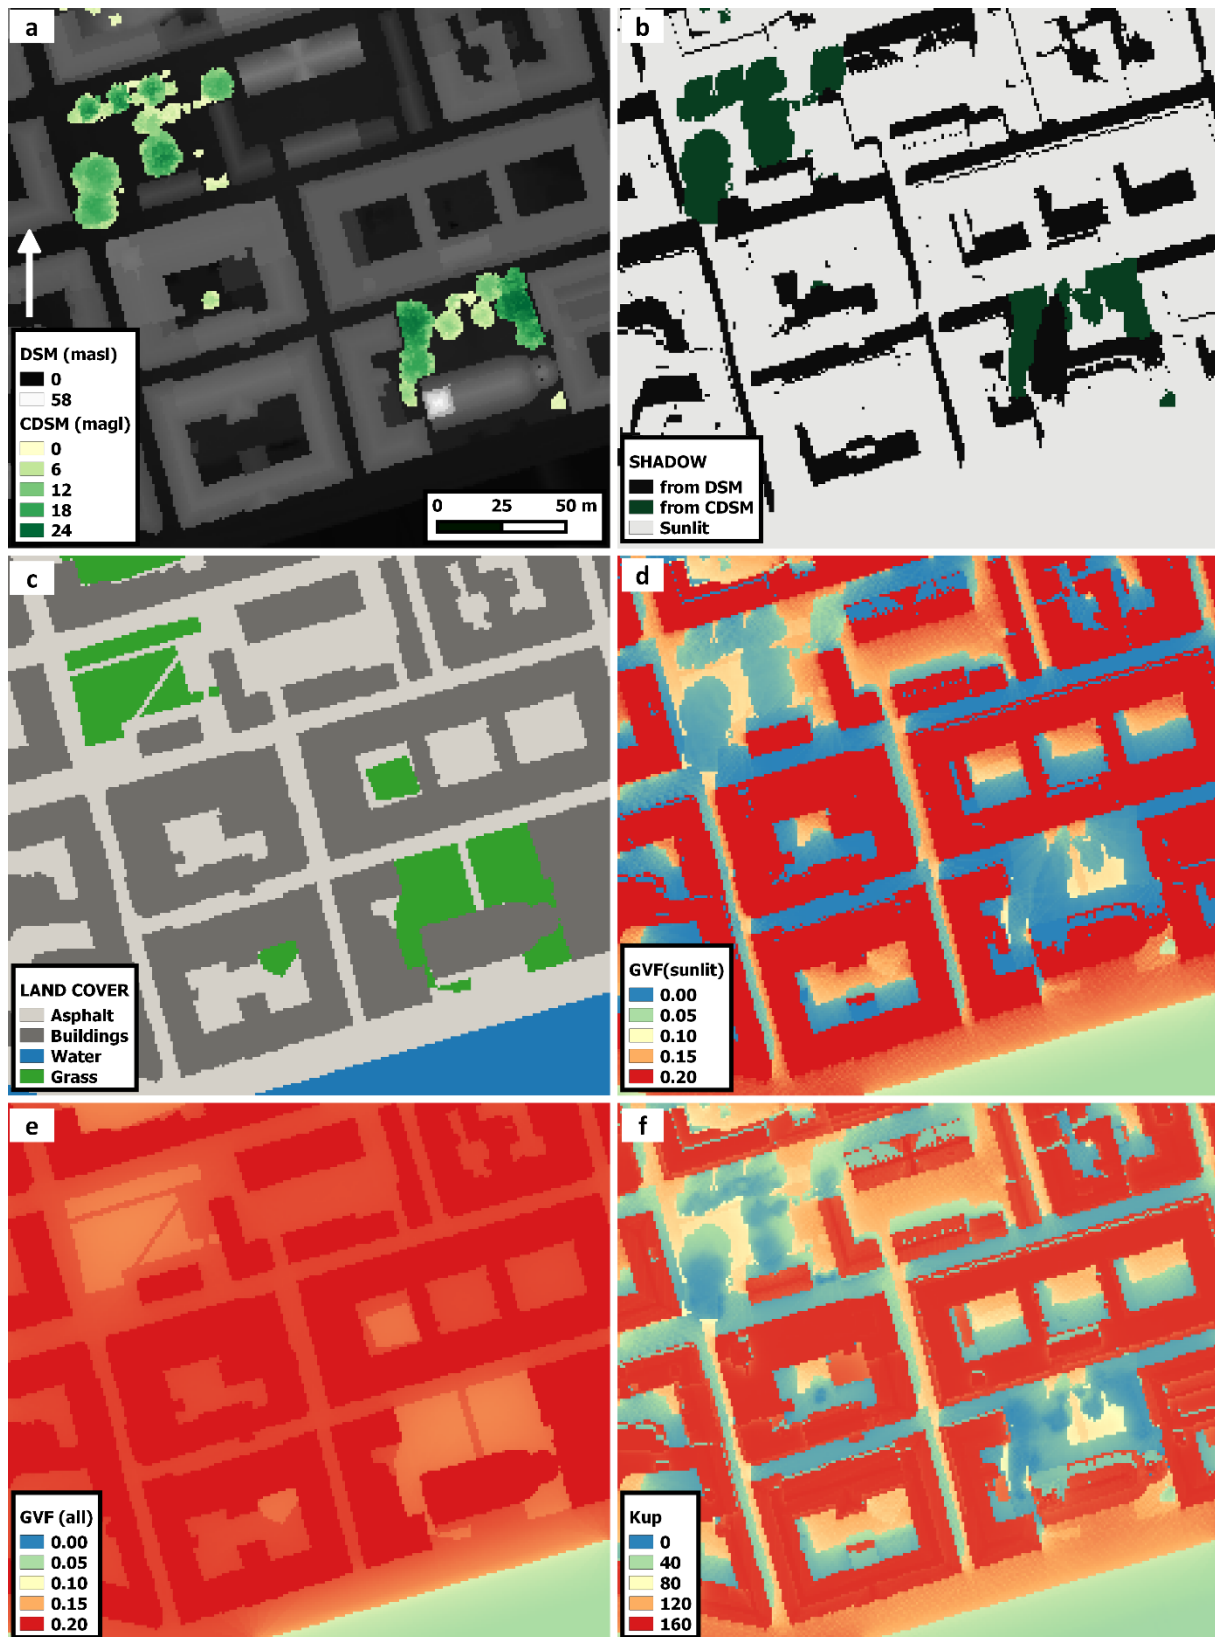 a
DSM (masl)
0
58
CDSM (magl)
0
6
12
18
24
0 25 50 m
b
SHADOW
from DSM
from CDSM
Sunlit
c
LAND COVER
Asphalt
Buildings
Water
Grass
d
GVF(sunlit)
0.00
0.05
0.10
0.15
0.20
e
GVF (all)
0.00
0.05
0.10
0.15
0.20
f
Kup
0
40
80
120
160